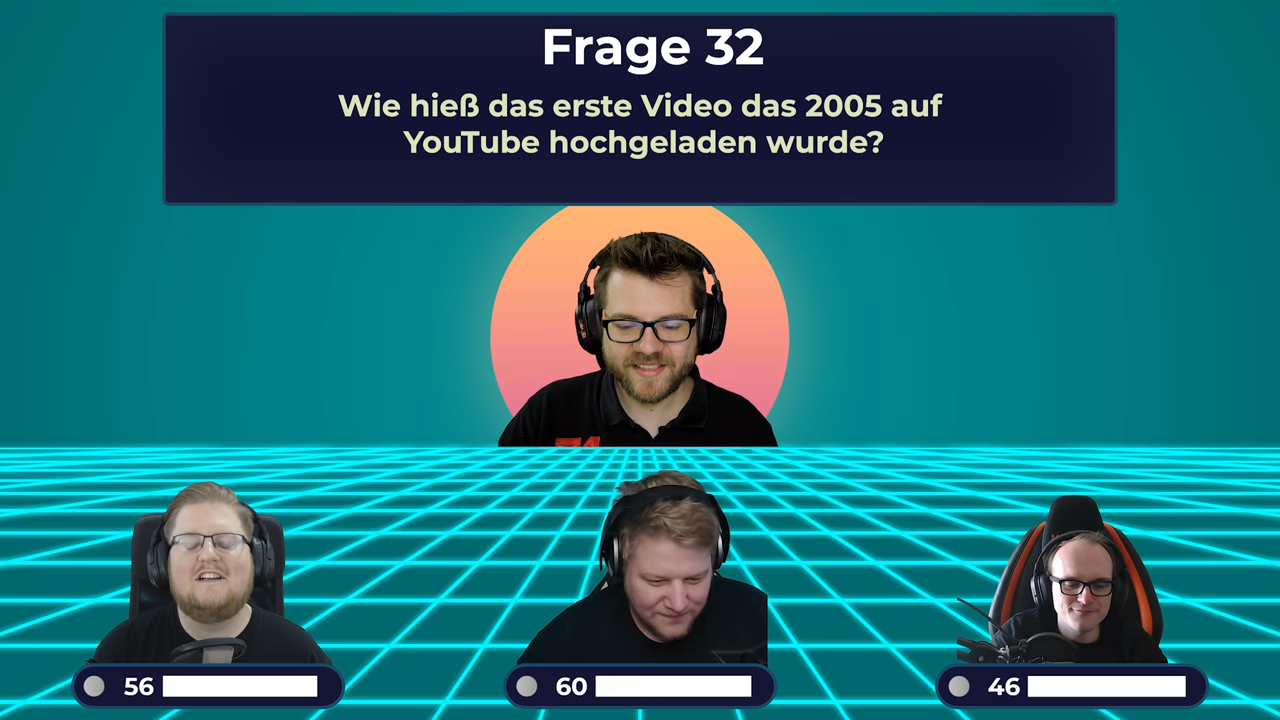 Frage 32
Wie hieß das erste Video das 2005 auf
YouTube hochgeladen wurde?
56
60
46